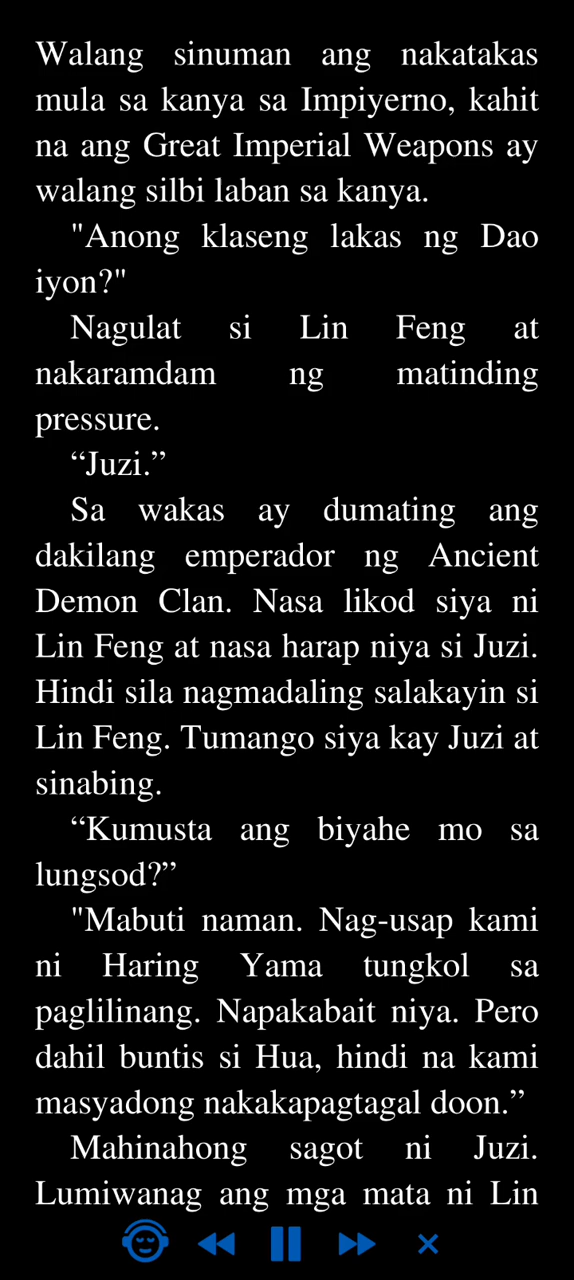 Walang sinuman ang nakatakas
mula sa kanya sa Impiyerno, kahit
na ang Great Imperial Weapons ay
walang silbi laban sa kanya.
"Anong klaseng lakas ng Dao
iyon?"
Nagulat si Lin Feng at
nakaramdam ng matinding
pressure.
“Juzi.”
Sa wakas ay dumating ang
dakilang emperador ng Ancient
Demon Clan. Nasa likod siya ni
Lin Feng at nasa harap niya si Juzi.
Hindi sila nagmadaling salakayin si
Lin Feng. Tumango siya kay Juzi at
sinabing.
“Kumusta ang biyahe mo sa
lungsod?”
"Mabuti naman. Nag-usap kami
ni Haring Yama tungkol sa
paglilinang. Napakabait niya. Pero
dahil buntis si Hua, hindi na kami
masyadong nakakapagtagal doon.”
Mahinahong sagot ni Juzi.
Lumiwanag ang mga mata ni Lin